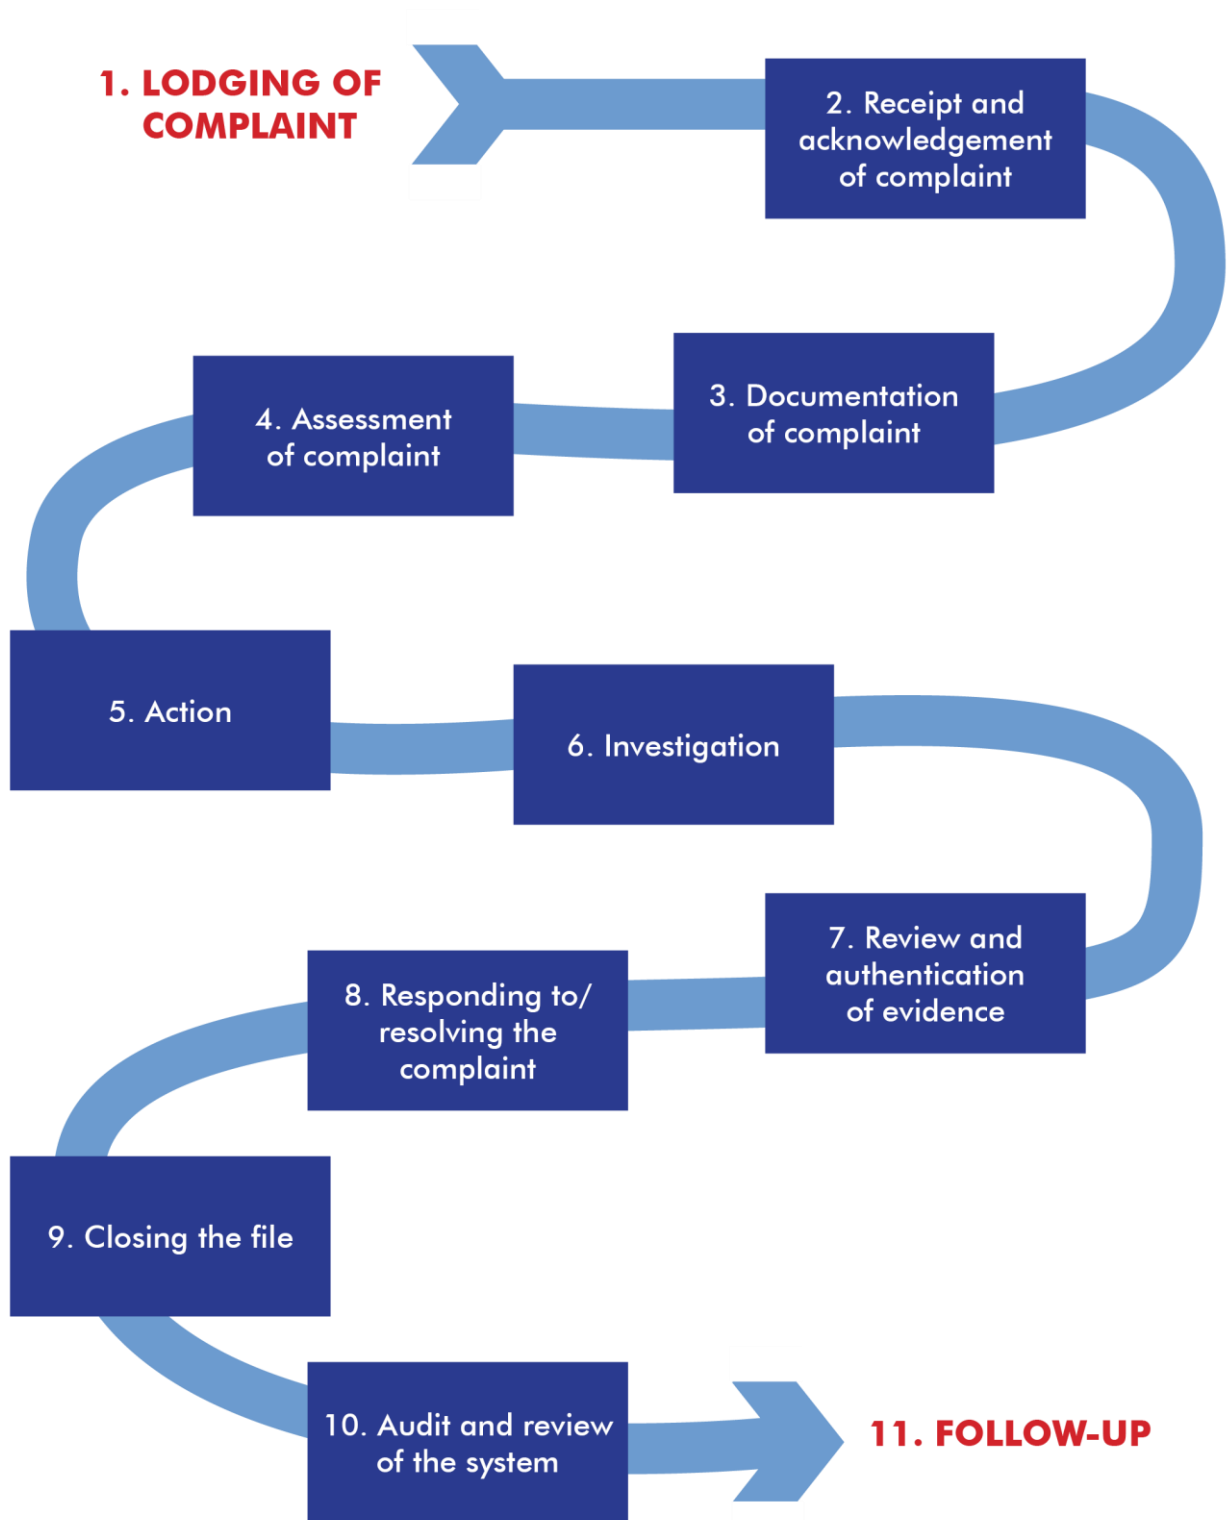 1. LODGING OF
COMPLAINT
2. Receipt and
acknowledgement
of complaint
3. Documentation
of complaint
4. Assessment
of complaint
5. Action
6. Investigation
7. Review and
authentication
of evidence
8. Responding to/
resolving the
complaint
9. Closing the file
10. Audit and review
of the system
11. FOLLOW-UP